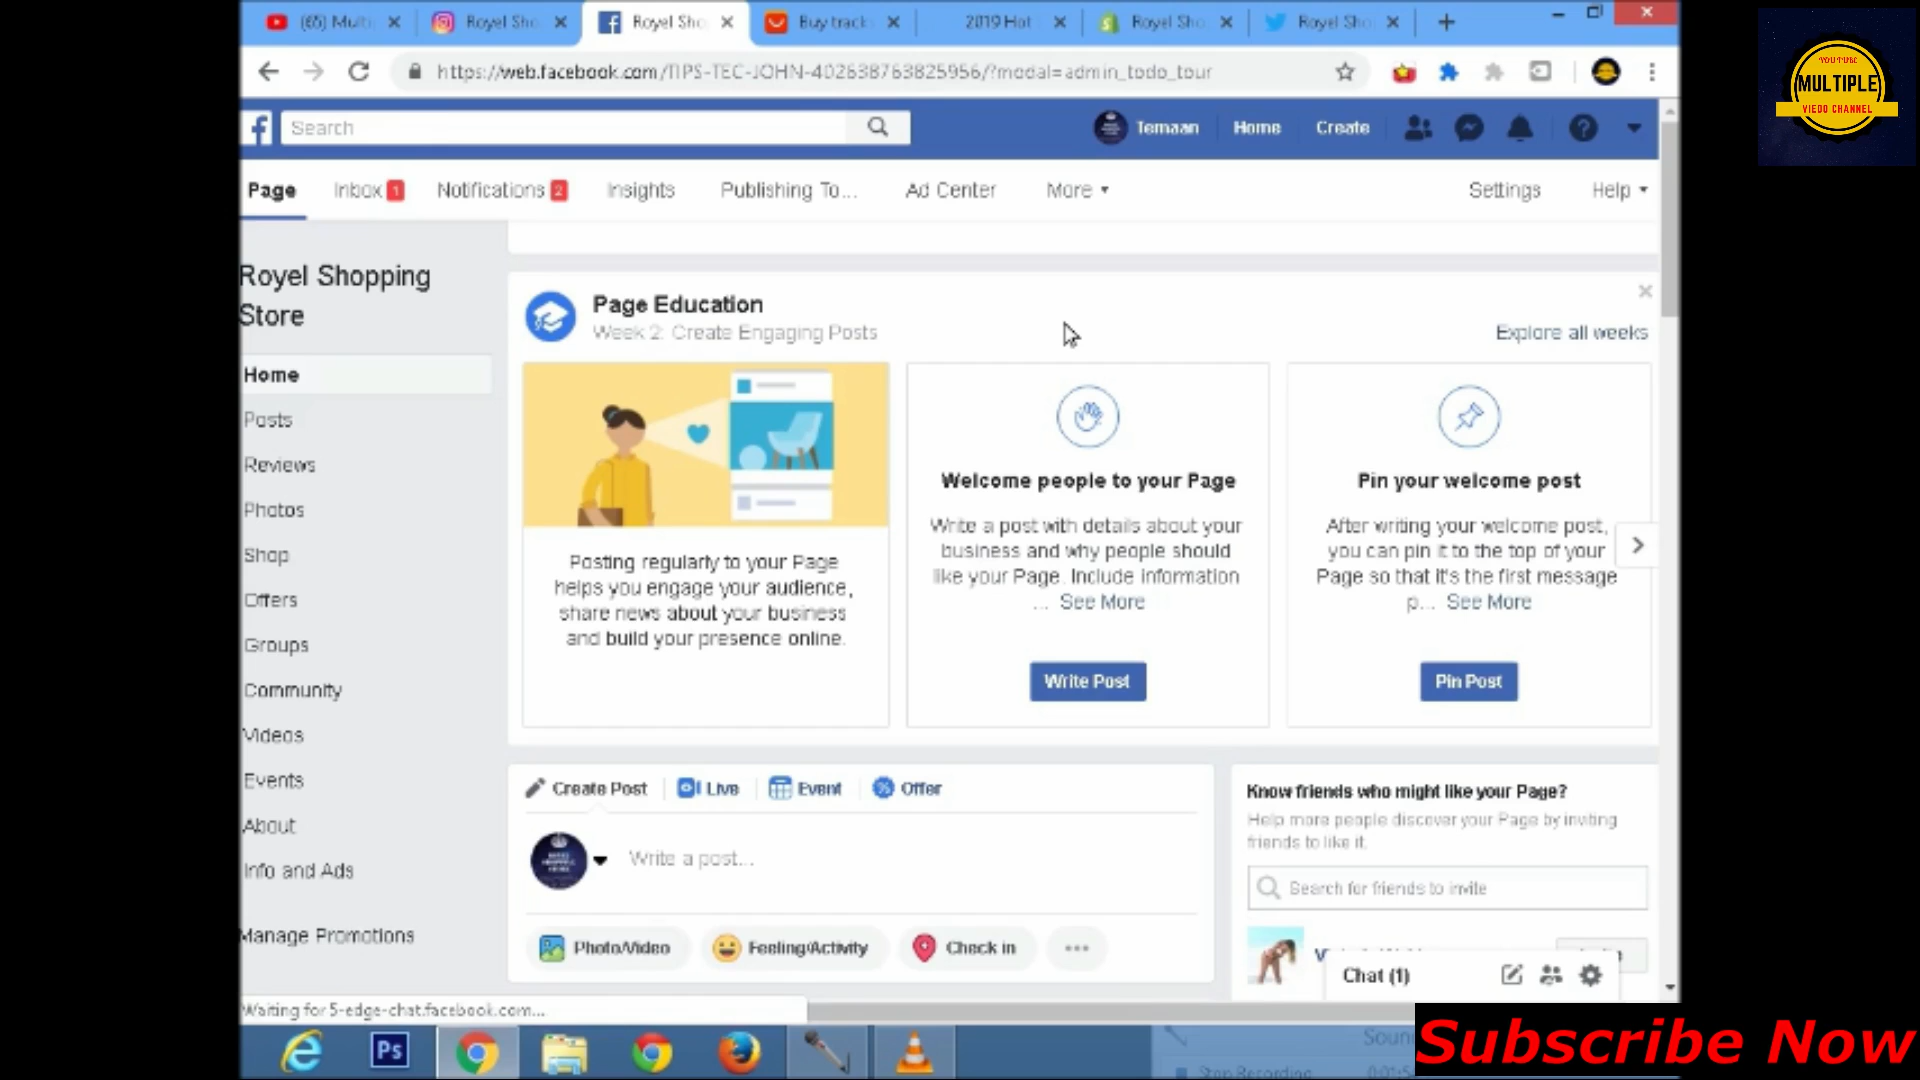 (65) Multi
Royel Sho
Royel Sho
Buy track
2019 Hot
Royel Sho
Royel Sho
https://web.facebook.com/TIPS-TEC-JOHN-402638763825956/?modal=admin_todo_tour
YOUTUBE
MULTIPLE
VIEDO CHANNEL
Search
Temaan
Home
Create
Page
Inbox 1
Notifications 2
Insights
Publishing To...
Ad Center
More
Settings
Help
Royel Shopping
Store
Home
Posts
Reviews
Photos
Shop
Offers
Groups
Community
Videos
Events
About
Info and Ads
Manage Promotions
Page Education
Week 2: Create Engaging Posts
Explore all weeks
Posting regularly to your Page
helps you engage your audience,
share news about your business
and build your presence online.
Welcome people to your Page
Write a post with details about your
business and why people should
like your Page. Include information
... See More
Write Post
Pin your welcome post
After writing your welcome post,
you can pin it to the top of your
Page so that it's the first message
p... See More
Pin Post
Create Post
Live
Event
Offer
Write a post...
Photo/Video
Feeling/Activity
Check in
Know friends who might like your Page?
Help more people discover your Page by inviting
friends to like it.
Search for friends to invite
Chat (1)
Waiting for 5-edge-chat.facebook.com...
Ps
Stop Recording
Subscribe Now